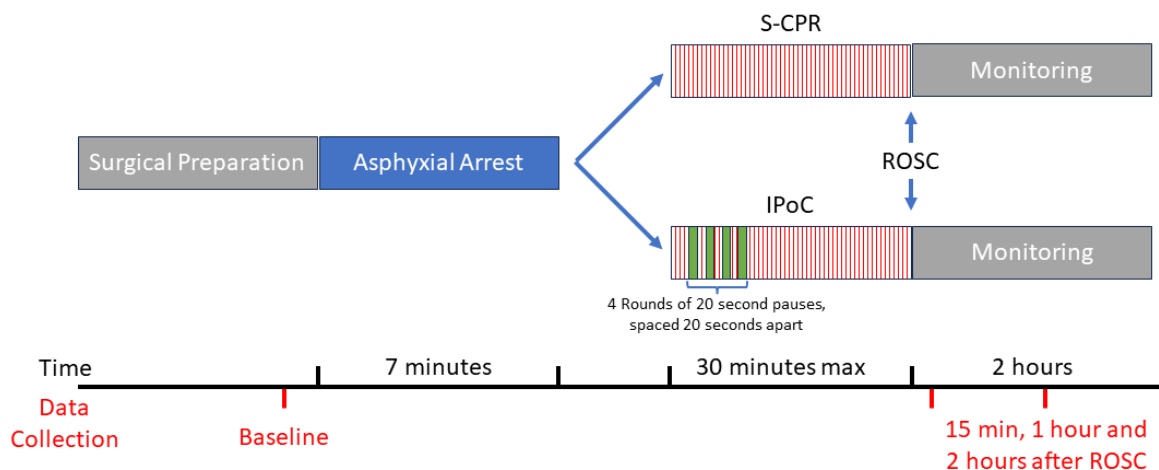 S-CPR
Monitoring
Surgical Preparation
Asphyxial Arrest
ROSC
IPoC
Monitoring
4 Rounds of 20 second pauses,
spaced 20 seconds apart
Time
7 minutes
30 minutes max
2 hours
Data
Collection
Baseline
15 min, 1 hour and
2 hours after ROSC